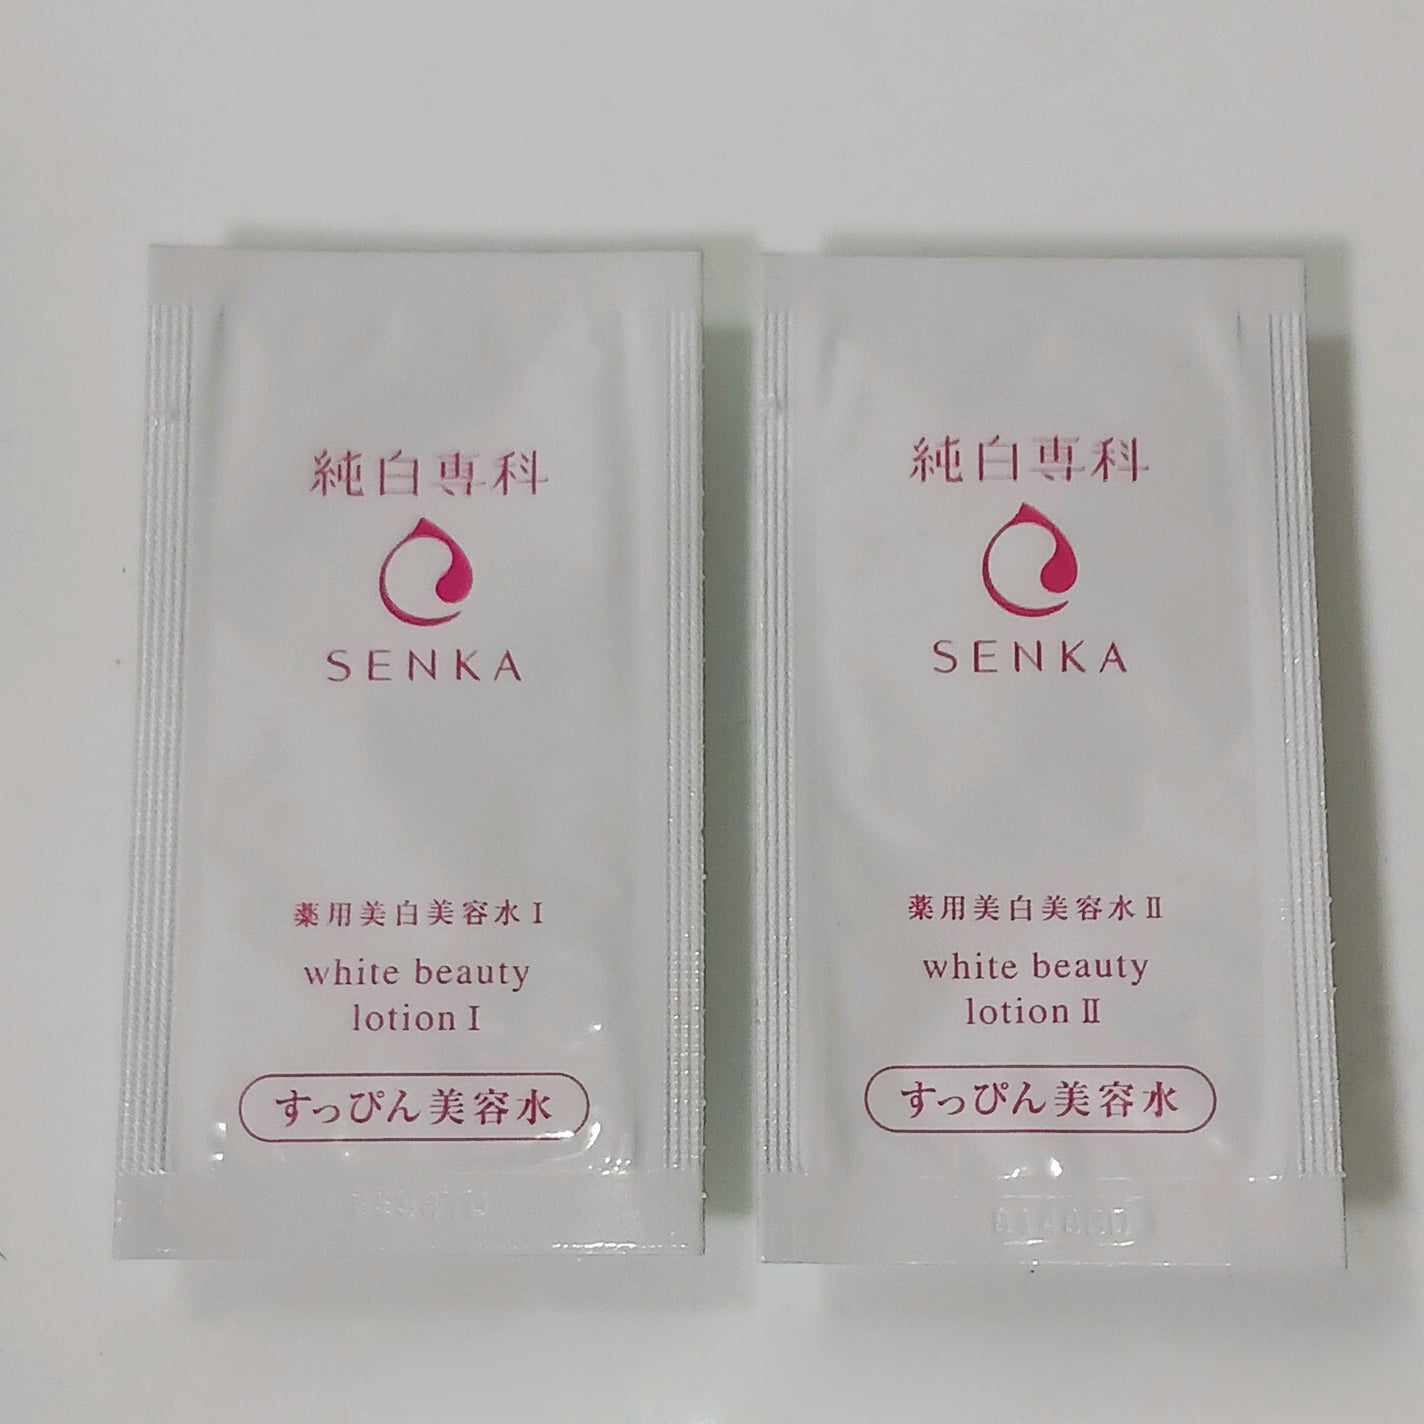 純白専科
SENKA
薬用美白美容水 I
white beauty
lotion I
すっぴん美容水
純白専科
SENKA
薬用美白美容水 II
white beauty
lotion II
すっぴん美容水